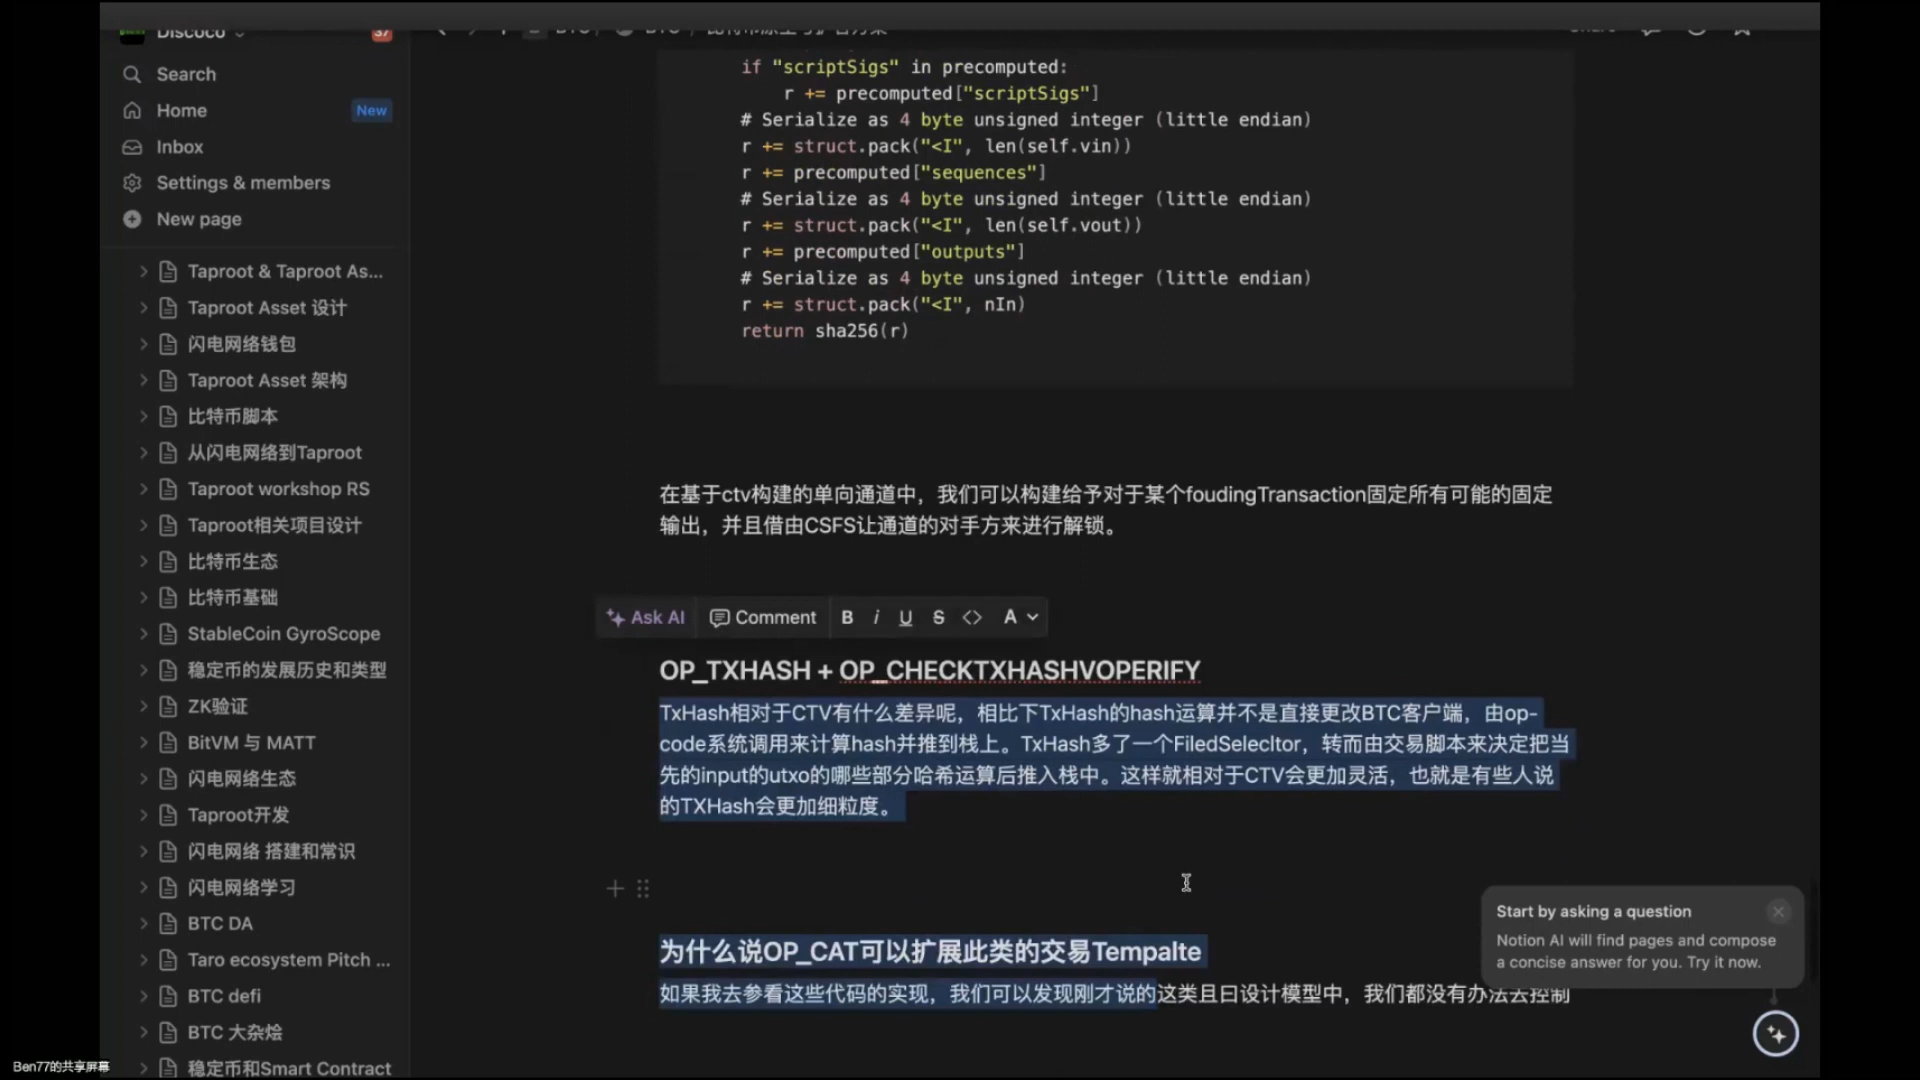 Discoco
37
Search
Home
New
Inbox
Settings & members
New page
Taproot & Taproot As...
Taproot Asset 设计
闪电网络钱包
Taproot Asset 架构
比特币脚本
从闪电网络到Taproot
Taproot workshop RS
Taproot相关项目设计
比特币生态
比特币基础
StableCoin GyroScope
稳定币的发展历史和类型
ZK验证
BitVM 与 MATT
闪电网络生态
Taproot开发
闪电网络 搭建和常识
闪电网络学习
BTC DA
Taro ecosystem Pitch ...
BTC defi
BTC 大杂烩
稳定币和Smart Contract
if "scriptSigs" in precomputed:
r += precomputed["scriptSigs"]
# Serialize as 4 byte unsigned integer (little endian)
r += struct.pack("<I", len(self.vin))
r += precomputed["sequences"]
# Serialize as 4 byte unsigned integer (little endian)
r += struct.pack("<I", len(self.vout))
r += precomputed["outputs"]
# Serialize as 4 byte unsigned integer (little endian)
r += struct.pack("<I", nIn)
return sha256(r)
在基于ctv构建的单向通道中，我们可以构建给予对于某个foudingTransaction固定所有可能的固定
输出，并且借由CSFS让通道的对手方来进行解锁。
Ask AI Comment B i U S <> A
OP_TXHASH + OP_CHECKTXHASHVOPERIFY
TxHash相对于CTV有什么差异呢，相比下TxHash的hash运算并不是直接更改BTC客户端，由op-
code系统调用来计算hash并推到栈上。TxHash多了一个FiledSelecltor，转而由交易脚本来决定把当
先的input的utxo的哪些部分哈希运算后推入栈中。这样就相对于CTV会更加灵活，也就是有些人说
的TXHash会更加细粒度。
为什么说OP_CAT可以扩展此类的交易Tempalte
如果我去参看这些代码的实现，我们可以发现刚才说的这类且曰设计模型中，我们都没有办法去控制
Start by asking a question
Notion AI will find pages and compose
a concise answer for you. Try it now.
Ben77的共享屏幕